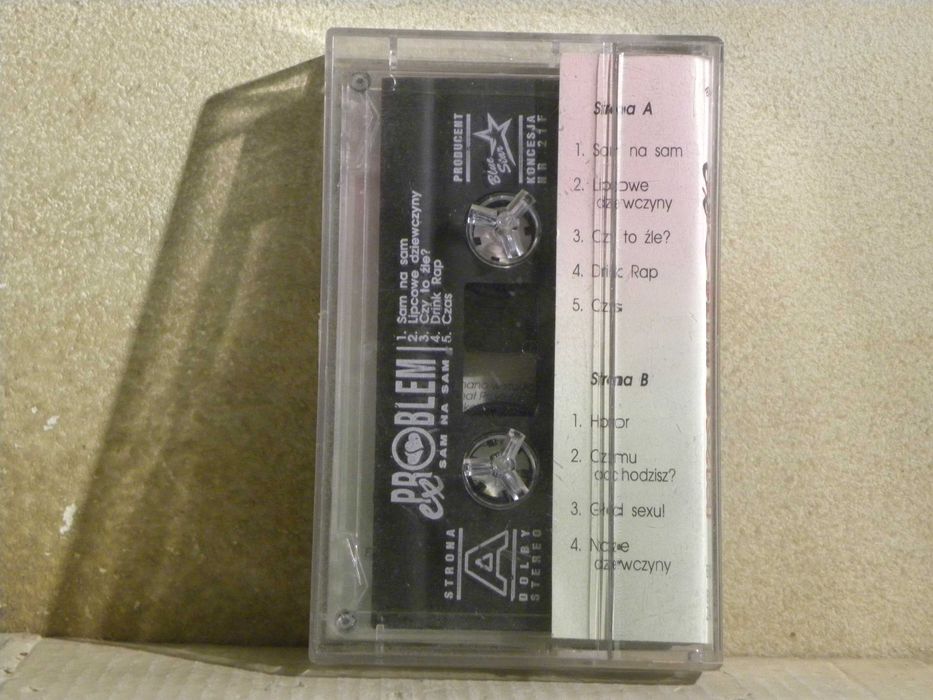 PROBLEM
ex SAM NA SAM
1. Sam na sam
2. Lipcowe dziewczyny
3. Czy to źle?
4. Drink Rap
5. Czas
STRONA
A
DOLBY
STEREO
PRODUCENT
Blue Star
KONCESJA
NR 21F
Strona A
1. Sam na sam
2. Lipcowe
dziewczyny
3. Czy to źle?
4. Drink Rap
5. Czas
Strona B
1. Horror
2. Czemu
odchodzisz?
3. Głód sexu!
4. Nasze
dziewczyny